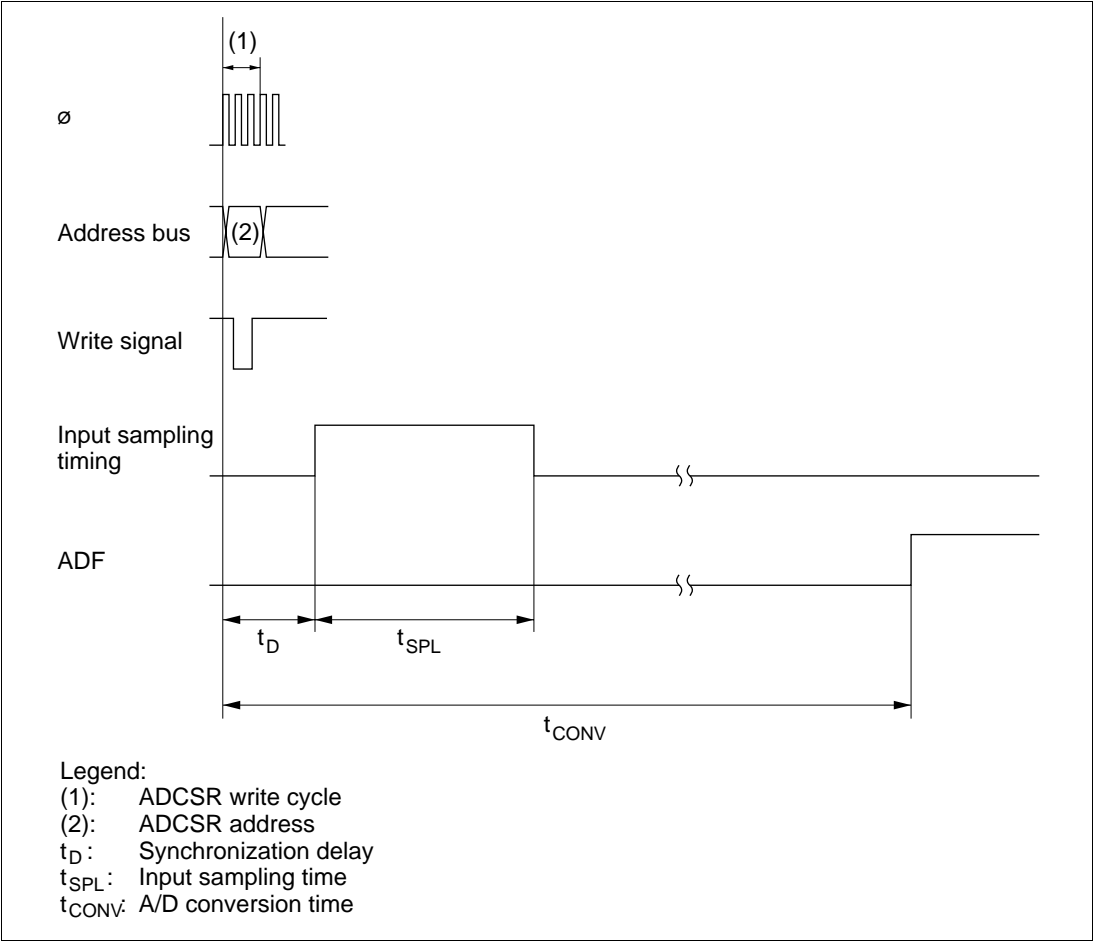 (1)
ø
Address bus
(2)
Write signal
Input sampling
timing
ADF
tD
tSPL
tCONV
Legend:
(1): ADCSR write cycle
(2): ADCSR address
tD : Synchronization delay
tSPL : Input sampling time
tCONV: A/D conversion time